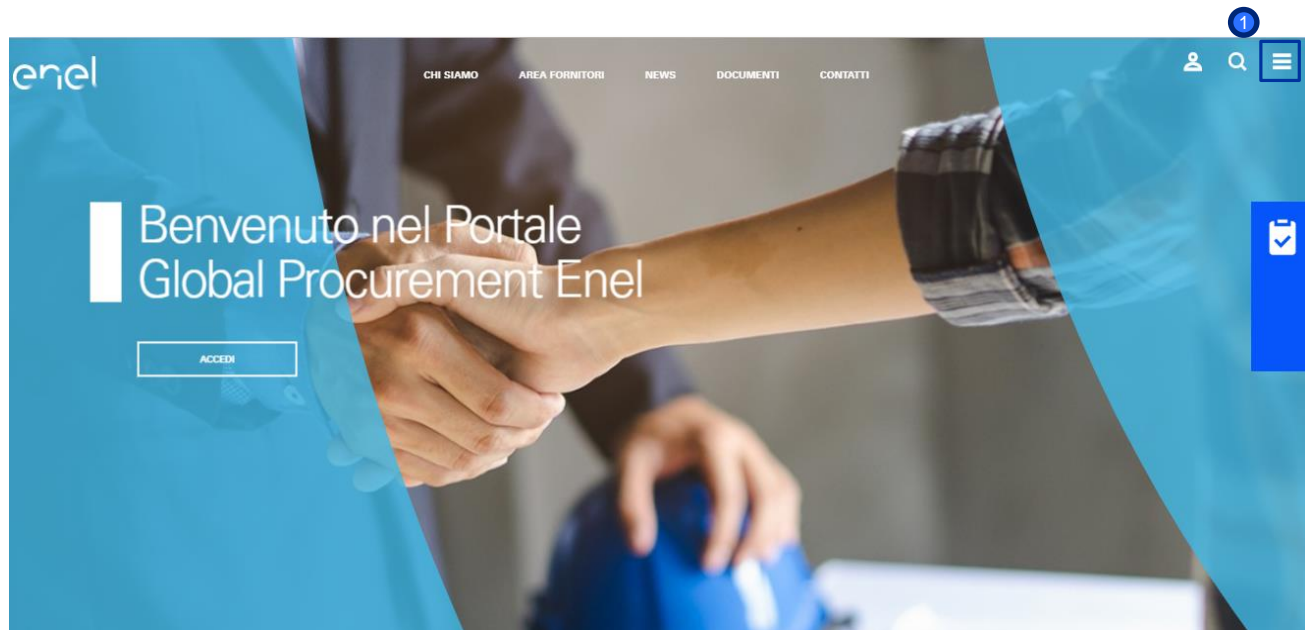 1
enel
CHI SIAMO AREA FORNITORI NEWS DOCUMENTI CONTATTI
Benvenuto nel Portale
Global Procurement Enel
ACCEDI